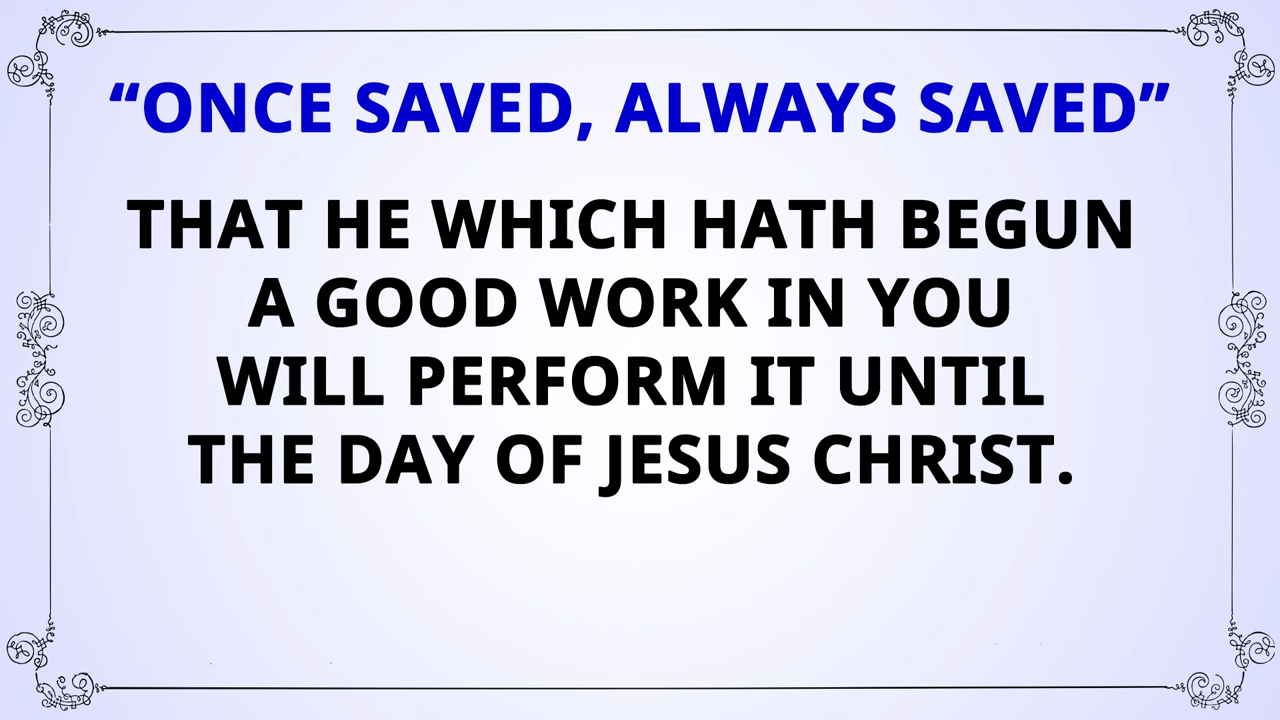 “ONCE SAVED, ALWAYS SAVED”
THAT HE WHICH HATH BEGUN
A GOOD WORK IN YOU
WILL PERFORM IT UNTIL
THE DAY OF JESUS CHRIST.